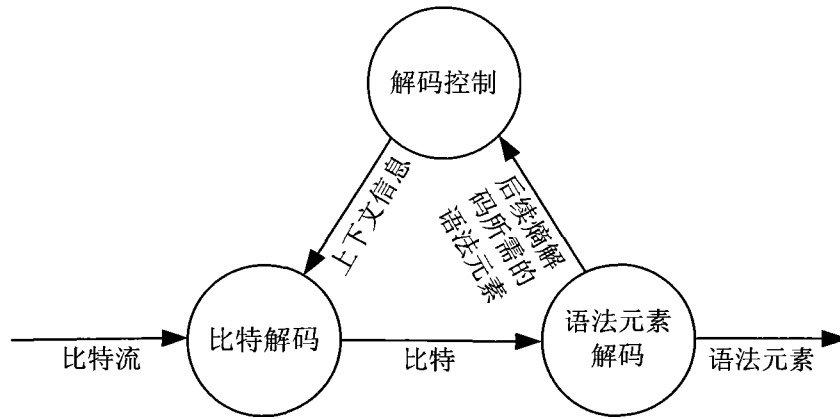 解码控制
上下文信息
后续熵解
码所需的
语法元素
比特解码
语法元素
解码
比特流
比特
语法元素